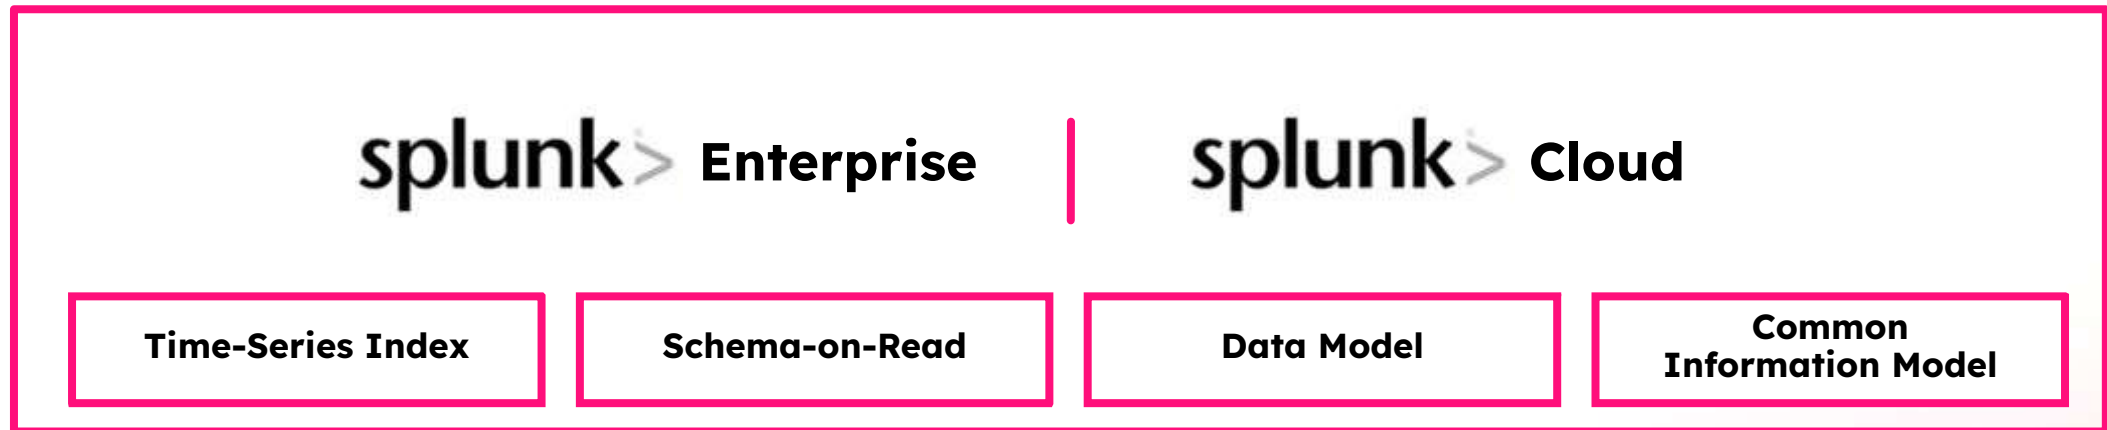 splunk> Enterprise | splunk> Cloud
Time-Series Index
Schema-on-Read
Data Model
Common
Information Model